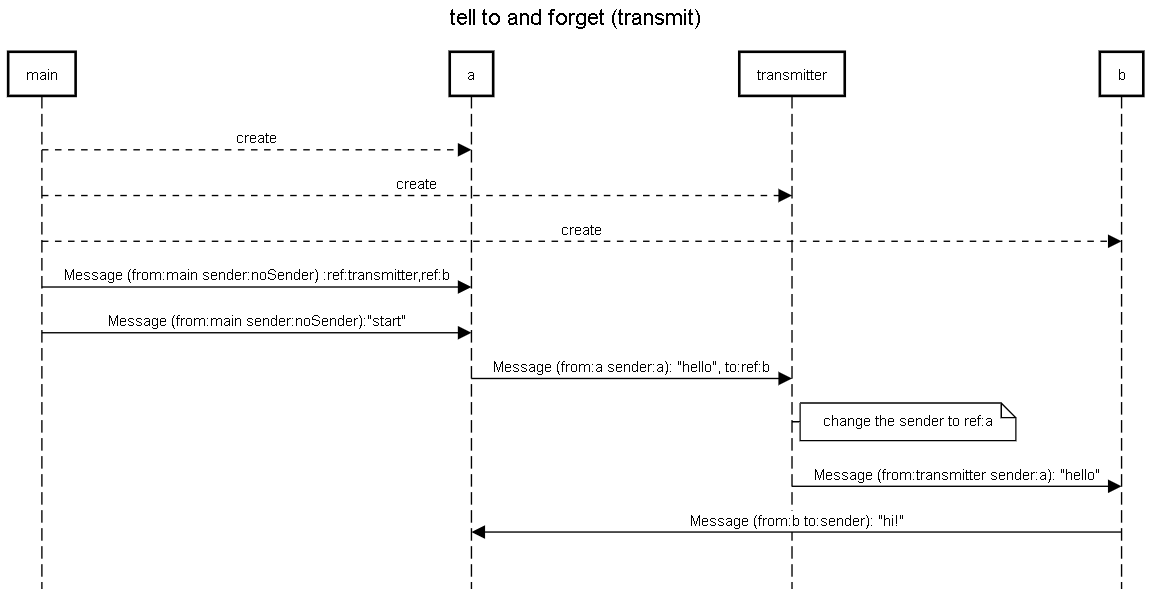 tell to and forget (transmit)
main
a
transmitter
b
create
create
create
Message (from:main sender:noSender) :ref:transmitter,ref:b
Message (from:main sender:noSender):"start"
Message (from:a sender:a): "hello", to:ref:b
change the sender to ref:a
Message (from:transmitter sender:a): "hello"
Message (from:b to:sender): "hi!"